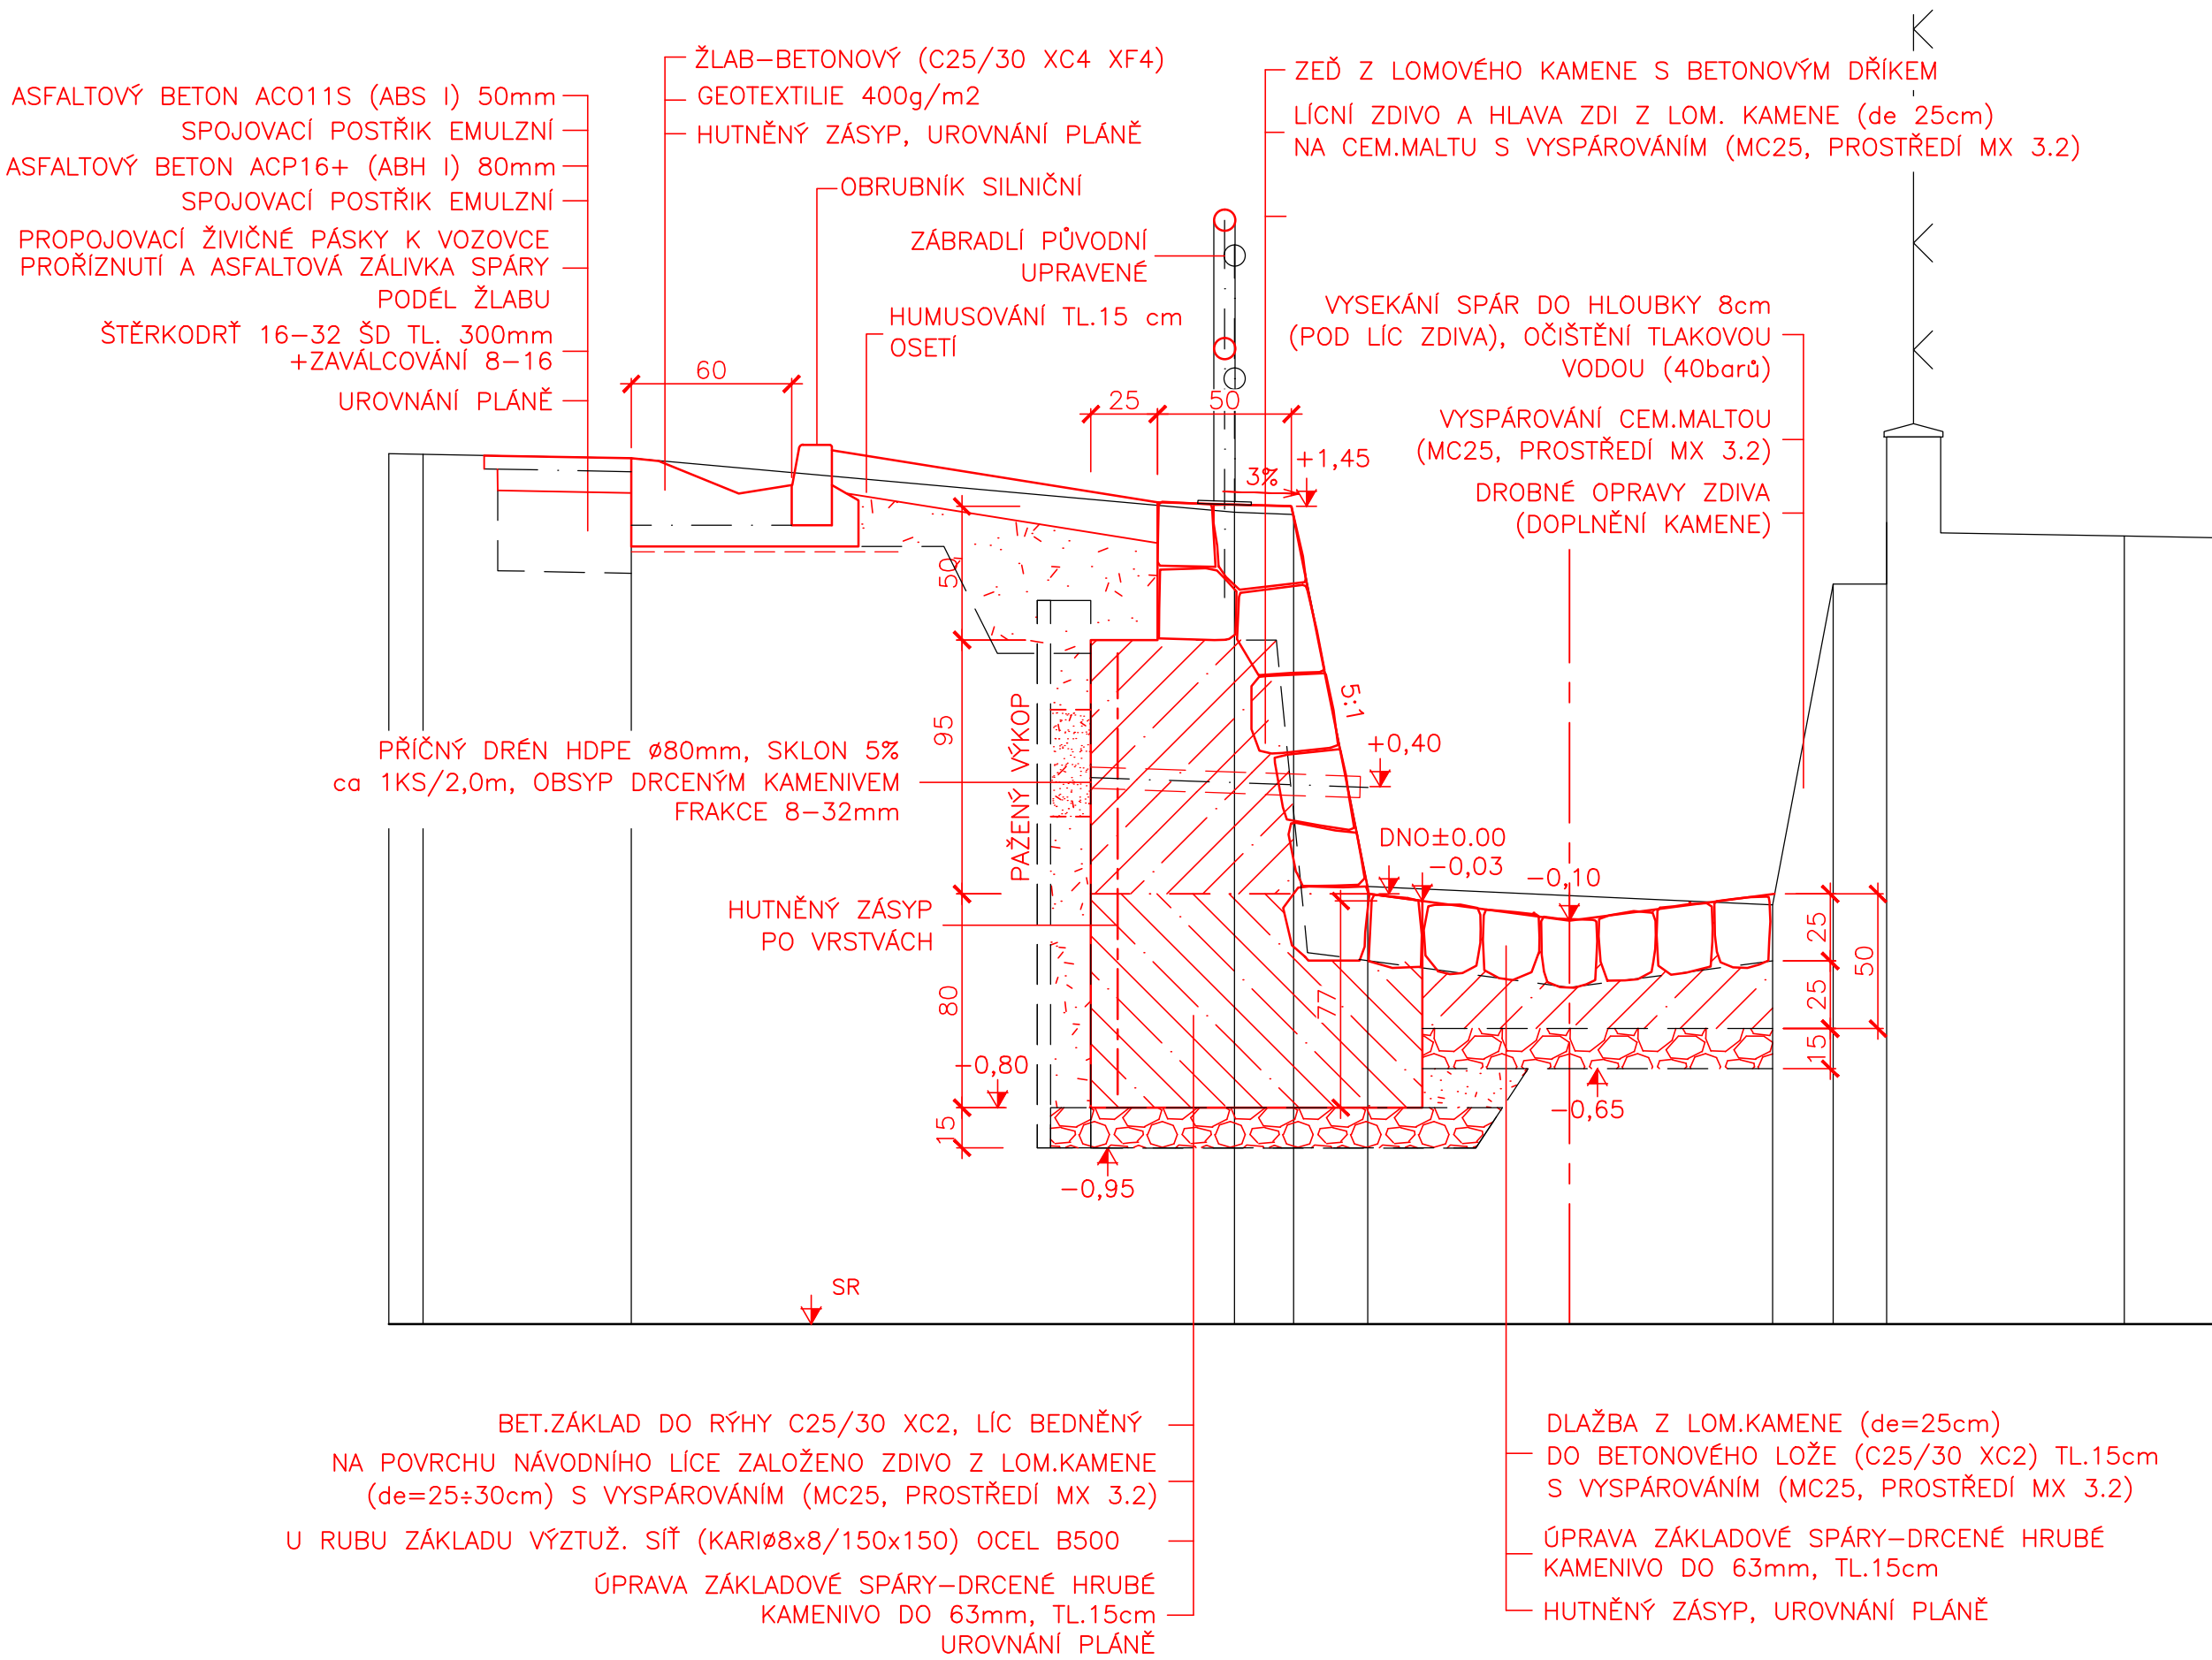 ASFALTOVÝ BETON ACO11S (ABS I) 50mm
SPOJOVACÍ POSTŘIK EMULZNÍ
ASFALTOVÝ BETON ACP16+ (ABH I) 80mm
SPOJOVACÍ POSTŘIK EMULZNÍ
PROPOJOVACÍ ŽIVIČNÉ PÁSKY K VOZOVCE
PROŘÍZNUTÍ A ASFALTOVÁ ZÁLIVKA SPÁRY
PODÉL ŽLABU
ŠTĚRKODRŤ 16-32 ŠD TL. 300mm
+ZAVÁLCOVÁNÍ 8-16
UROVNÁNÍ PLÁNĚ
ŽLAB-BETONOVÝ (C25/30 XC4 XF4)
GEOTEXTILIE 400g/m2
HUTNĚNÝ ZÁSYP, UROVNÁNÍ PLÁNĚ
OBRUBNÍK SILNIČNÍ
ZÁBRADLÍ PŮVODNÍ
UPRAVENÉ
HUMUSOVÁNÍ TL.15 cm
OSETÍ
ZEĎ Z LOMOVÉHO KAMENE S BETONOVÝM DŘÍKEM
LÍCNÍ ZDIVO A HLAVA ZDI Z LOM. KAMENE (de 25cm)
NA CEM.MALTU S VYSPÁROVÁNÍM (MC25, PROSTŘEDÍ MX 3.2)
VYSEKÁNÍ SPÁR DO HLOUBKY 8cm
(POD LÍC ZDIVA), OČIŠTĚNÍ TLAKOVOU
VODOU (40barů)
VYSPÁROVÁNÍ CEM.MALTOU
(MC25, PROSTŘEDÍ MX 3.2)
DROBNÉ OPRAVY ZDIVA
(DOPLNĚNÍ KAMENE)
60
25
50
3%
+1,45
50
95
80
15
5:1
+0,40
PŘÍČNÝ DRÉN HDPE ø80mm, SKLON 5%
ca 1KS/2,0m, OBSYP DRCENÝM KAMENIVEM
FRAKCE 8-32mm
PAŽENÝ VÝKOP
HUTNĚNÝ ZÁSYP
PO VRSTVÁCH
DNO±0.00
-0,03
-0,10
77
25
25
15
50
-0,80
-0,95
-0,65
SR
BET.ZÁKLAD DO RÝHY C25/30 XC2, LÍC BEDNĚNÝ
NA POVRCHU NÁVODNÍHO LÍCE ZALOŽENO ZDIVO Z LOM.KAMENE
(de=25÷30cm) S VYSPÁROVÁNÍM (MC25, PROSTŘEDÍ MX 3.2)
U RUBU ZÁKLADU VÝZTUŽ. SÍŤ (KARIø8x8/150x150) OCEL B500
ÚPRAVA ZÁKLADOVÉ SPÁRY-DRCENÉ HRUBÉ
KAMENIVO DO 63mm, TL.15cm
UROVNÁNÍ PLÁNĚ
DLAŽBA Z LOM.KAMENE (de=25cm)
DO BETONOVÉHO LOŽE (C25/30 XC2) TL.15cm
S VYSPÁROVÁNÍM (MC25, PROSTŘEDÍ MX 3.2)
ÚPRAVA ZÁKLADOVÉ SPÁRY-DRCENÉ HRUBÉ
KAMENIVO DO 63mm, TL.15cm
HUTNĚNÝ ZÁSYP, UROVNÁNÍ PLÁNĚ